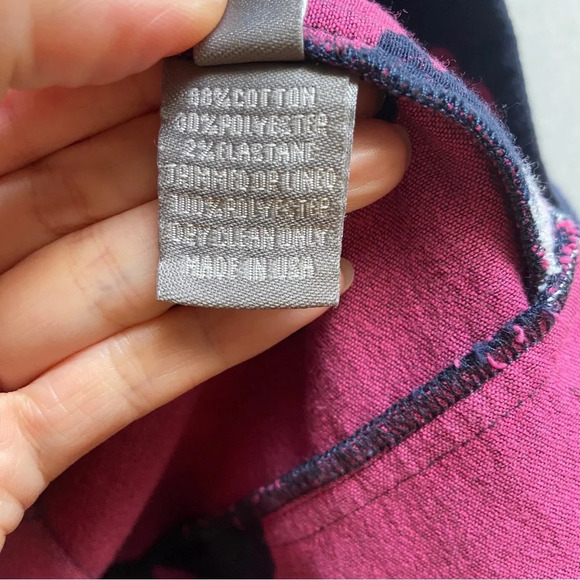 68%COTTON
30%POLYESTER
2%ELASTANE
TRIMMED OR LINED
100%POLYESTER
DRY CLEAN ONLY
MADE IN USA